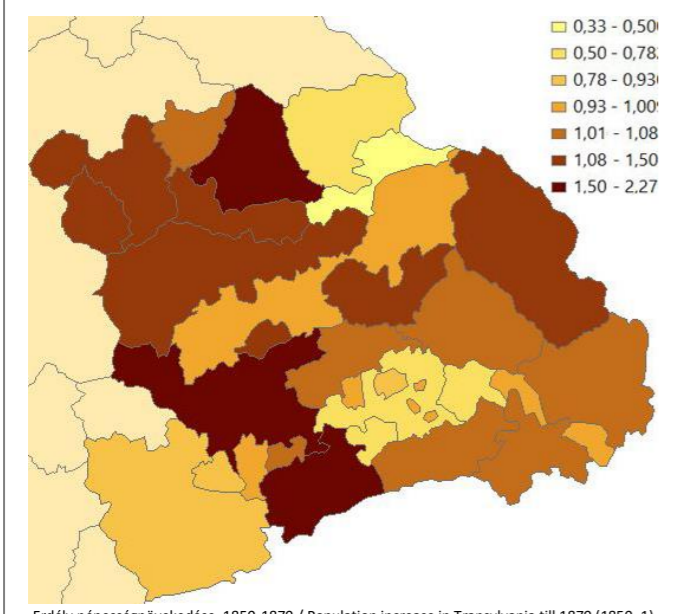 0,33 - 0,50
0,50 - 0,78
0,78 - 0,93
0,93 - 1,00
1,01 - 1,08
1,08 - 1,50
1,50 - 2,27
Erdély népességnövekedése, 1850-1870 / Population increase in Transylvania till 1870 (1850=1)